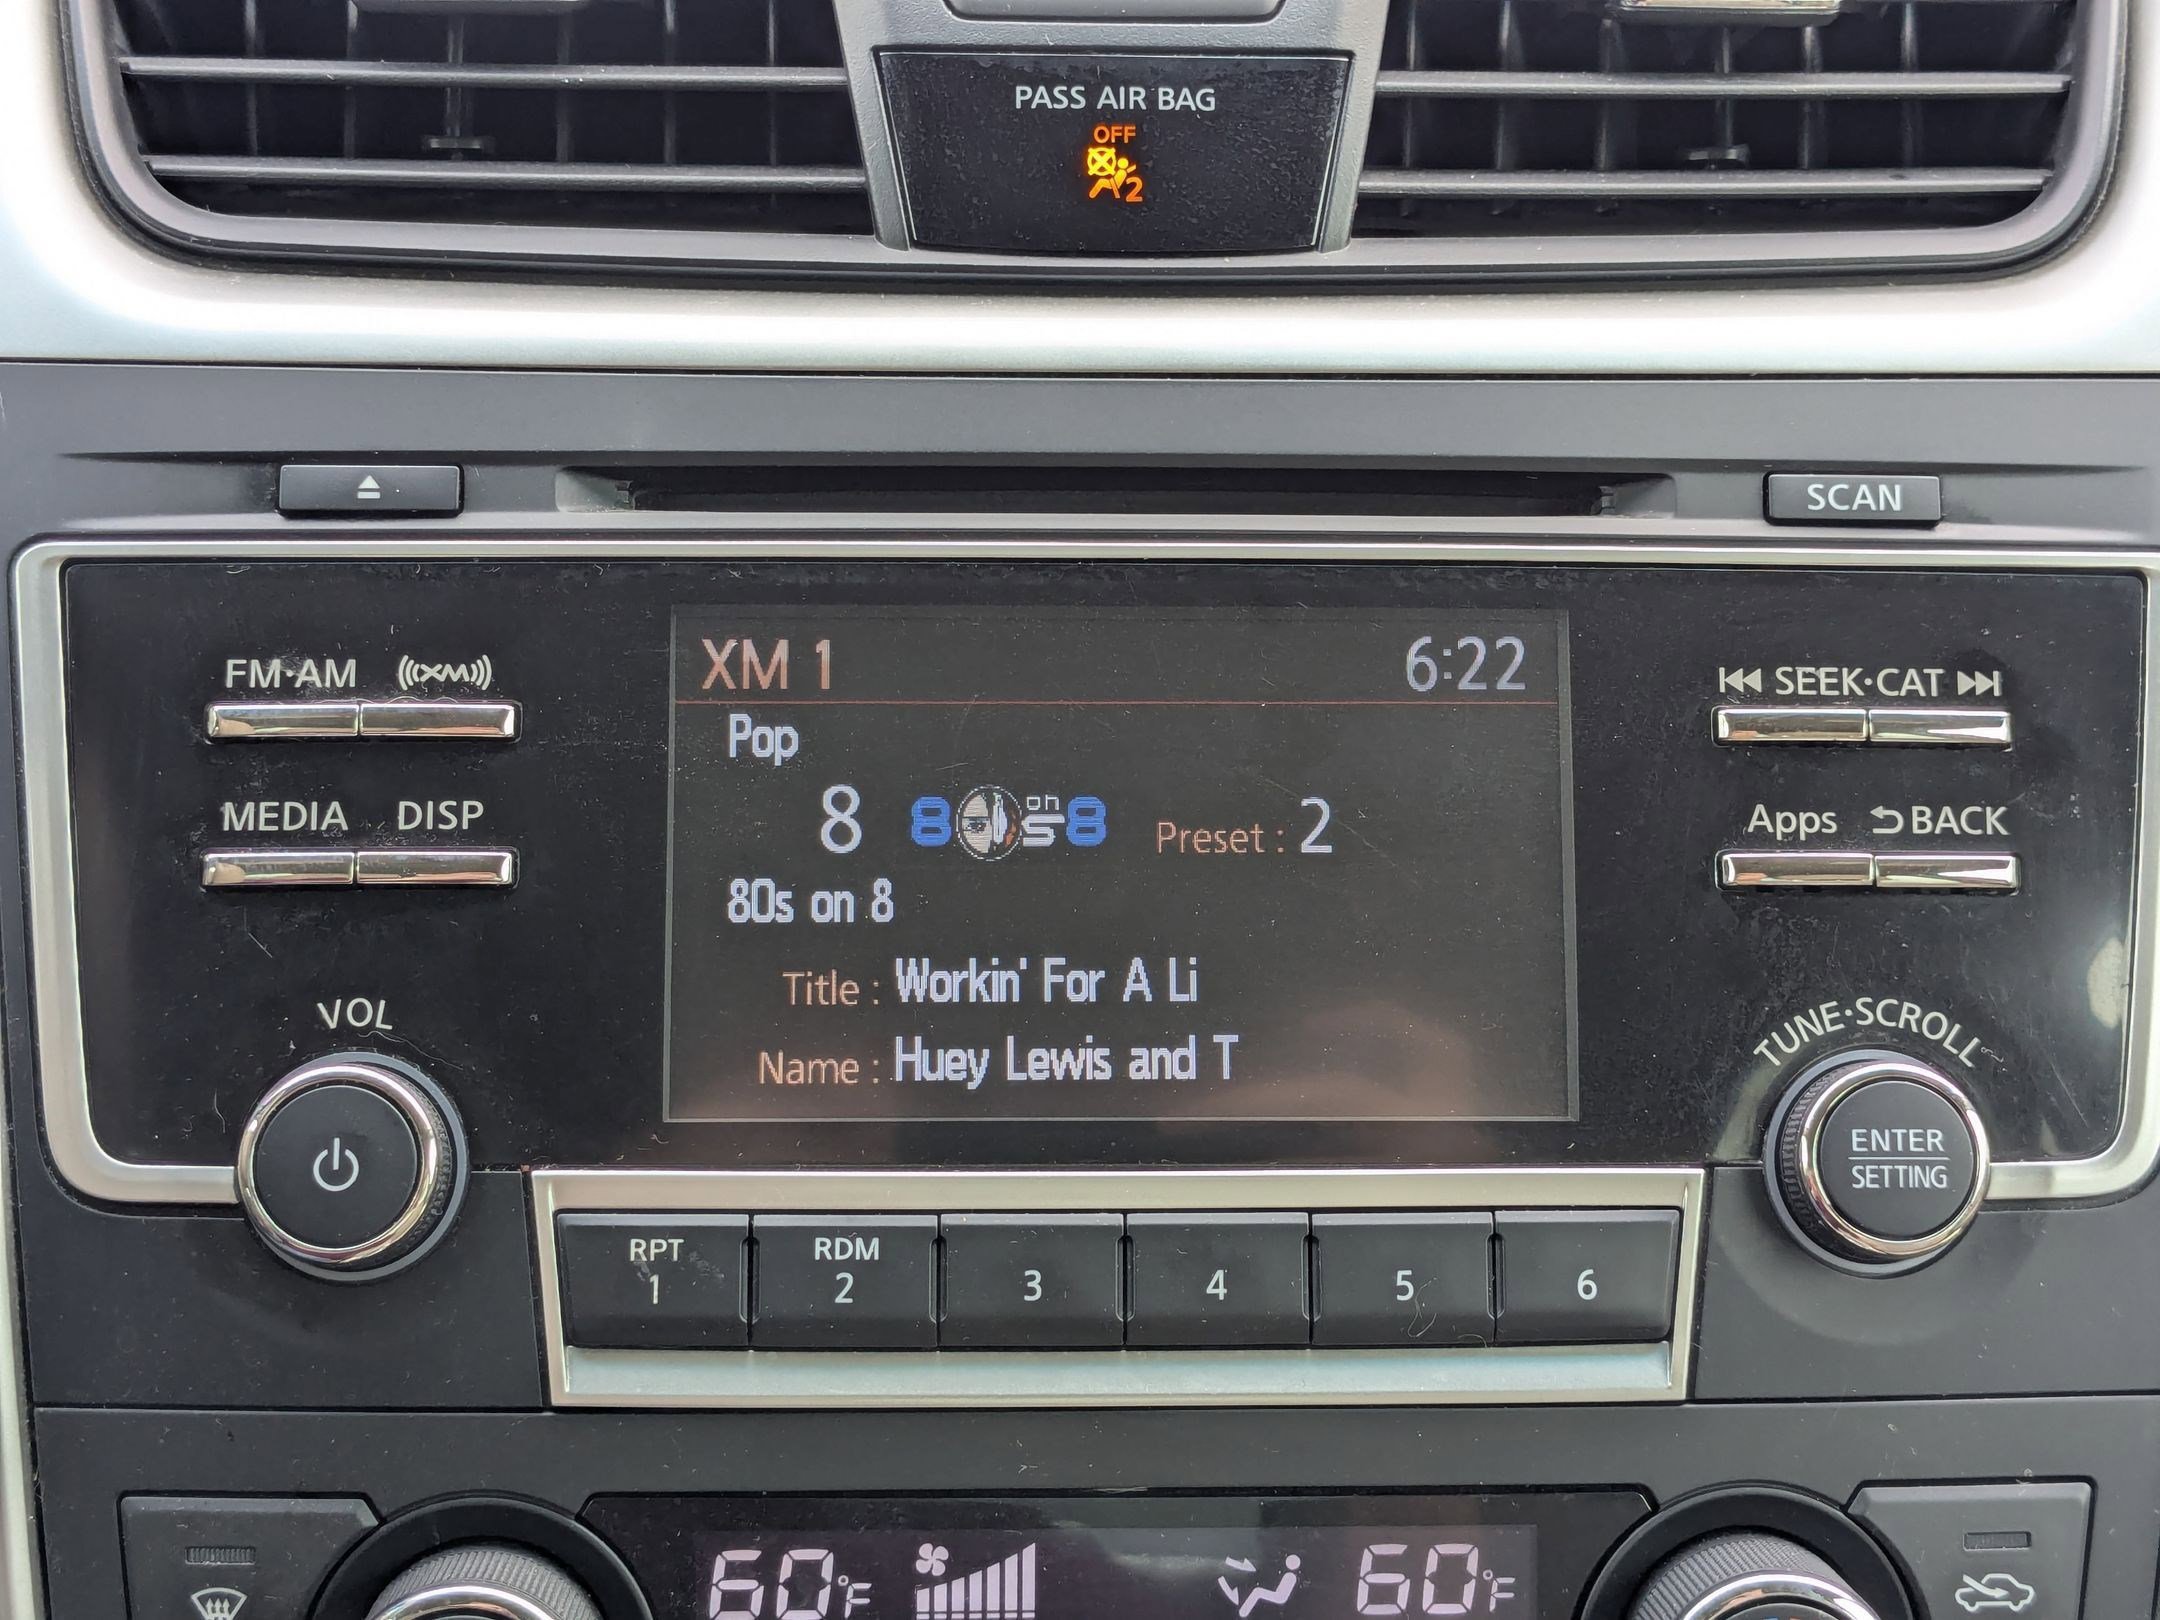 PASS AIR BAG
OFF
2
SCAN
FM·AM XM
SEEK·CAT
MEDIA DISP
Apps BACK
VOL
TUNE·SCROLL
ENTER
SETTING
XM 1 6:22
Pop
8 80s oh 8 Preset : 2
80s on 8
Title : Workin' For A Li
Name : Huey Lewis and T
RPT
1
RDM
2
3
4
5
6
60°F 60°F